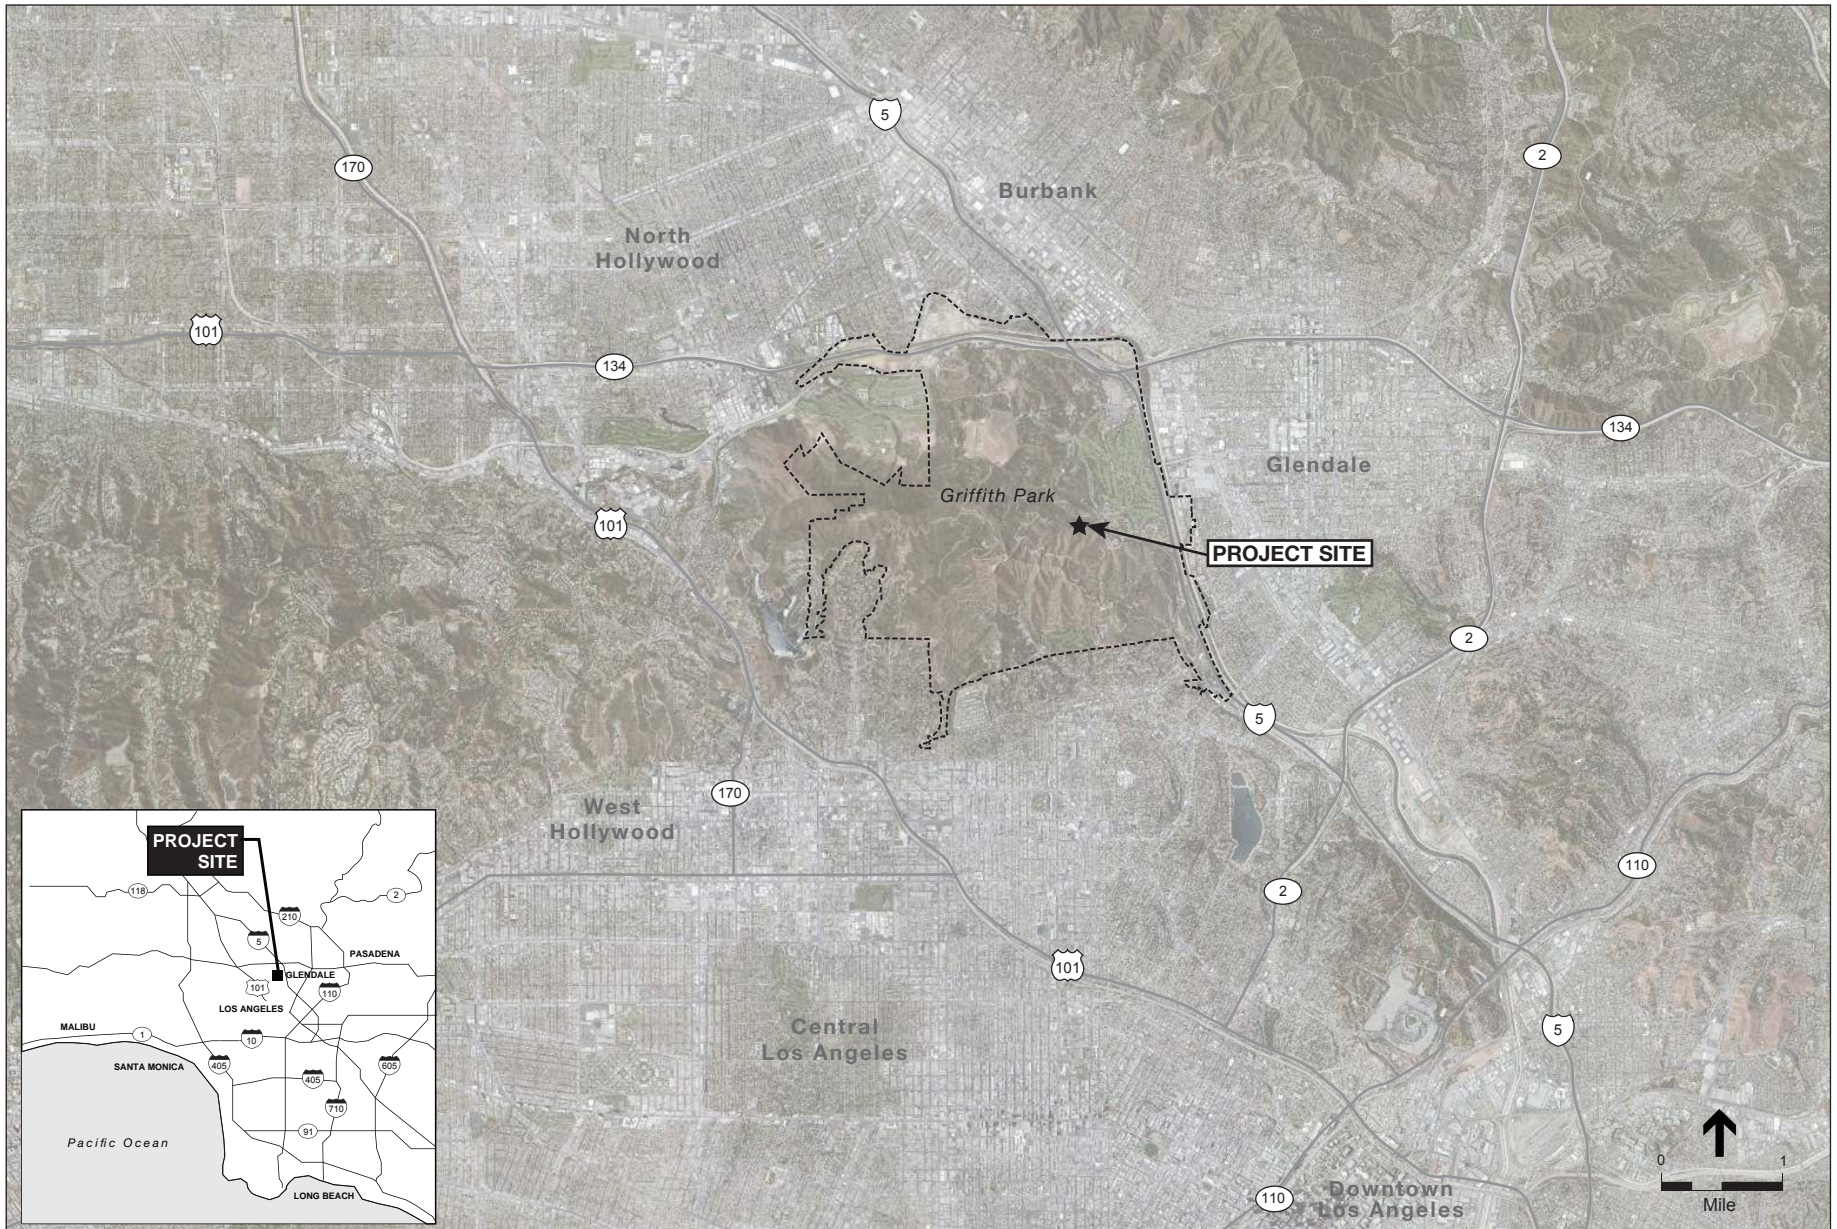 5
2
170
Burbank
North
Hollywood
101
134
134
Glendale
Griffith Park
101
PROJECT SITE
2
5
170
West
Hollywood
110
2
101
Central
Los Angeles
5
110
Downtown
Los Angeles
0
1
Mile
PROJECT
SITE
118
2
210
5
PASADENA
GLENDALE
101
110
LOS ANGELES
MALIBU
1
10
SANTA MONICA
405
605
405
710
91
Pacific Ocean
LONG BEACH